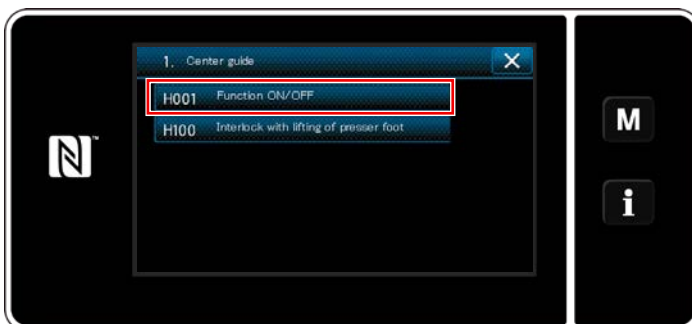 1. Center guide
H001 Function ON/OFF
H100 Interlock with lifting of presser foot
M
i